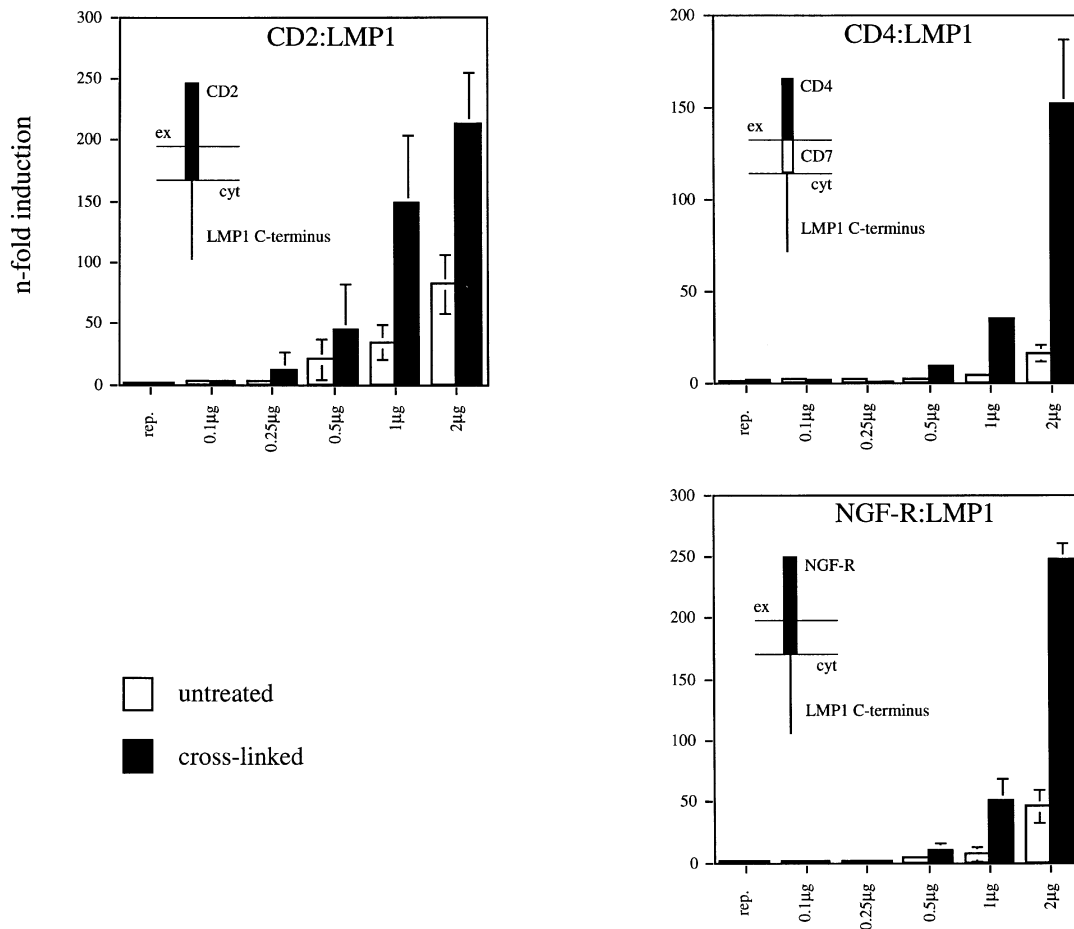 n-fold induction
CD2:LMP1
300
250
200
150
100
50
0
CD2
ex
cyt
LMP1 C-terminus
rep.
0.1µg
0.25µg
0.5µg
1µg
2µg
CD4:LMP1
200
150
100
50
0
CD4
ex
CD7
cyt
LMP1 C-terminus
rep.
0.1µg
0.25µg
0.5µg
1µg
2µg
untreated
cross-linked
NGF-R:LMP1
300
250
200
150
100
50
0
NGF-R
ex
cyt
LMP1 C-terminus
rep.
0.1µg
0.25µg
0.5µg
1µg
2µg